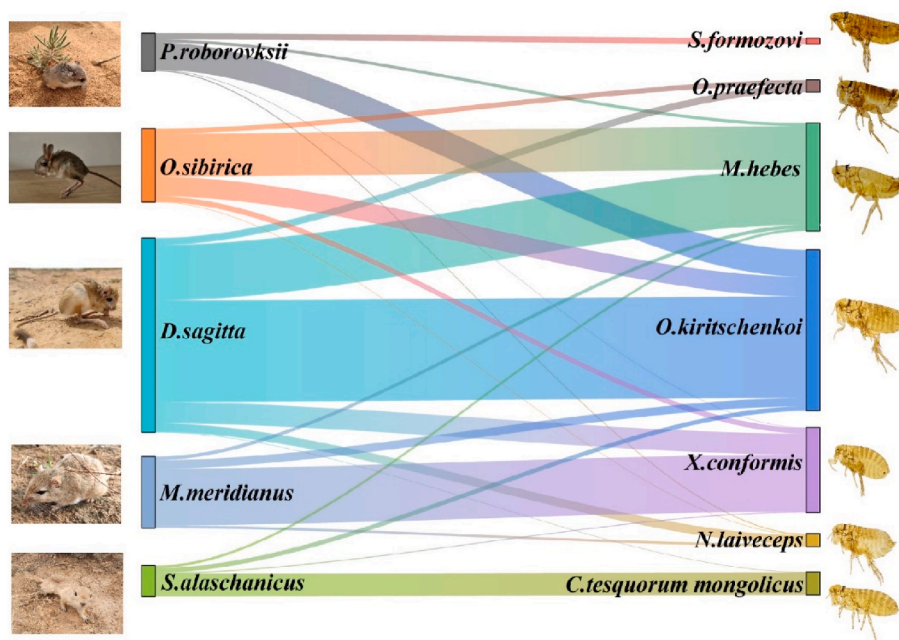 P.roborovksii
O.sibirica
D.sagitta
M.meridianus
S.alaschanicus
S.formozovi
O.praefecta
M.hebes
O.kiritschenkoi
X.conformis
N.laiveceps
C.tesquorum mongolicus